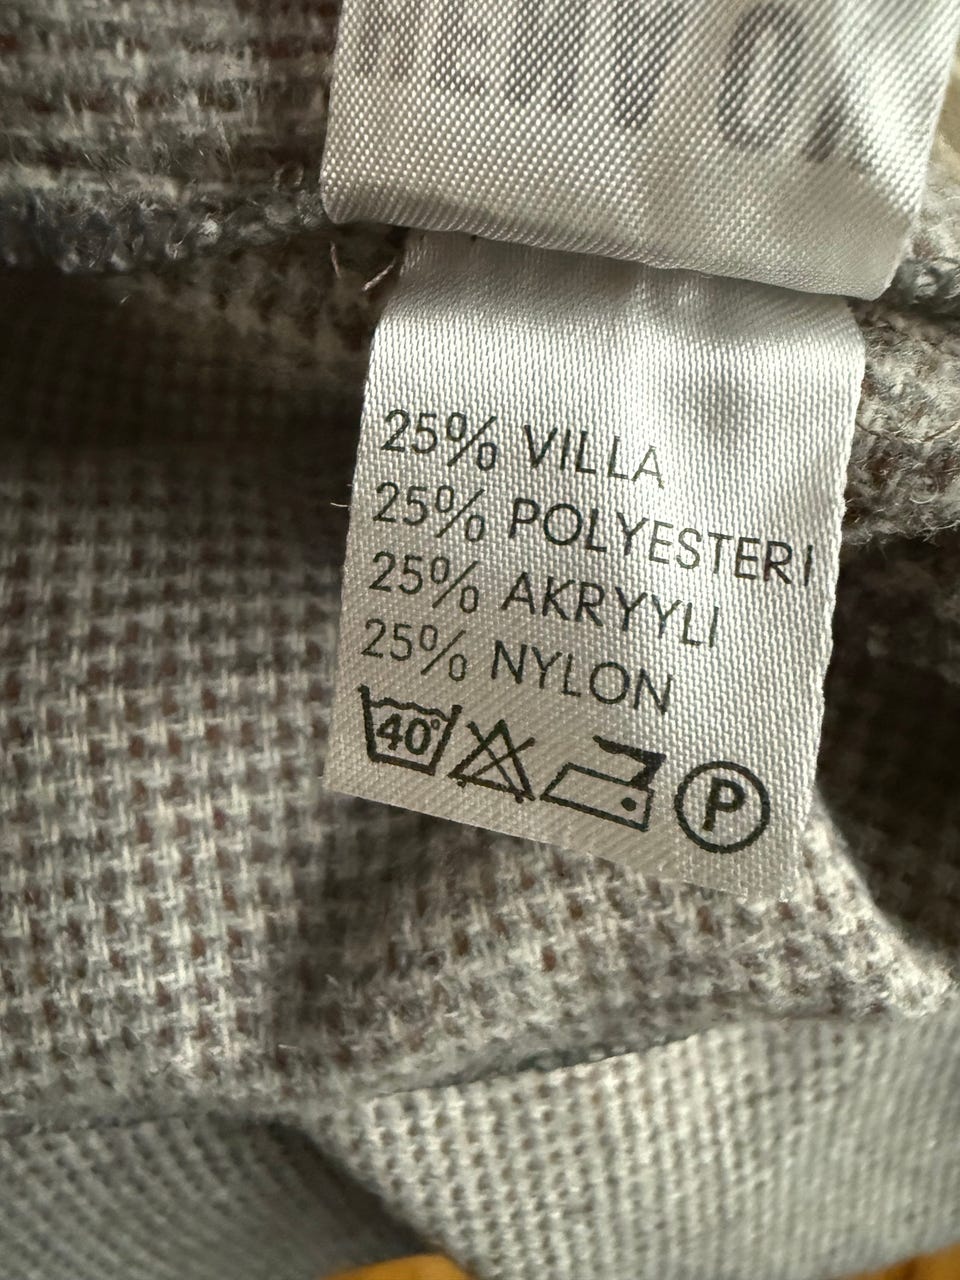 25% VILLA
25% POLYESTERI
25% AKRYYLI
25% NYLON
40°
P